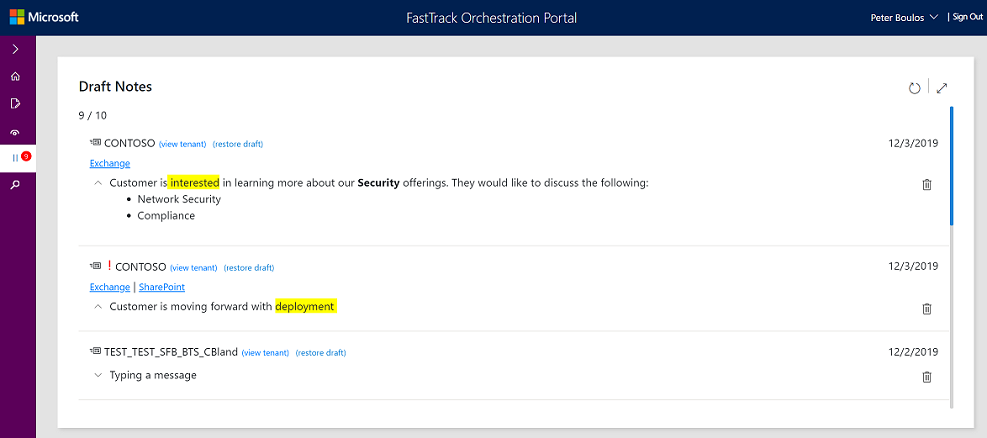 Microsoft
FastTrack Orchestration Portal
Peter Boulos
| Sign Out
9
Draft Notes
9 / 10
CONTOSO (view tenant) (restore draft)
12/3/2019
Exchange
Customer is interested in learning more about our Security offerings. They would like to discuss the following:
• Network Security
• Compliance
! CONTOSO (view tenant) (restore draft)
12/3/2019
Exchange | SharePoint
Customer is moving forward with deployment
TEST_TEST_SFB_BTS_CBland (view tenant) (restore draft)
12/2/2019
Typing a message